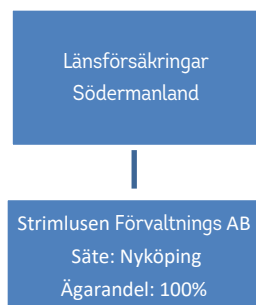 Länsförsäkringar
Södermanland
Strimlusen Förvaltnings AB
Säte: Nyköping
Ägarandel: 100%